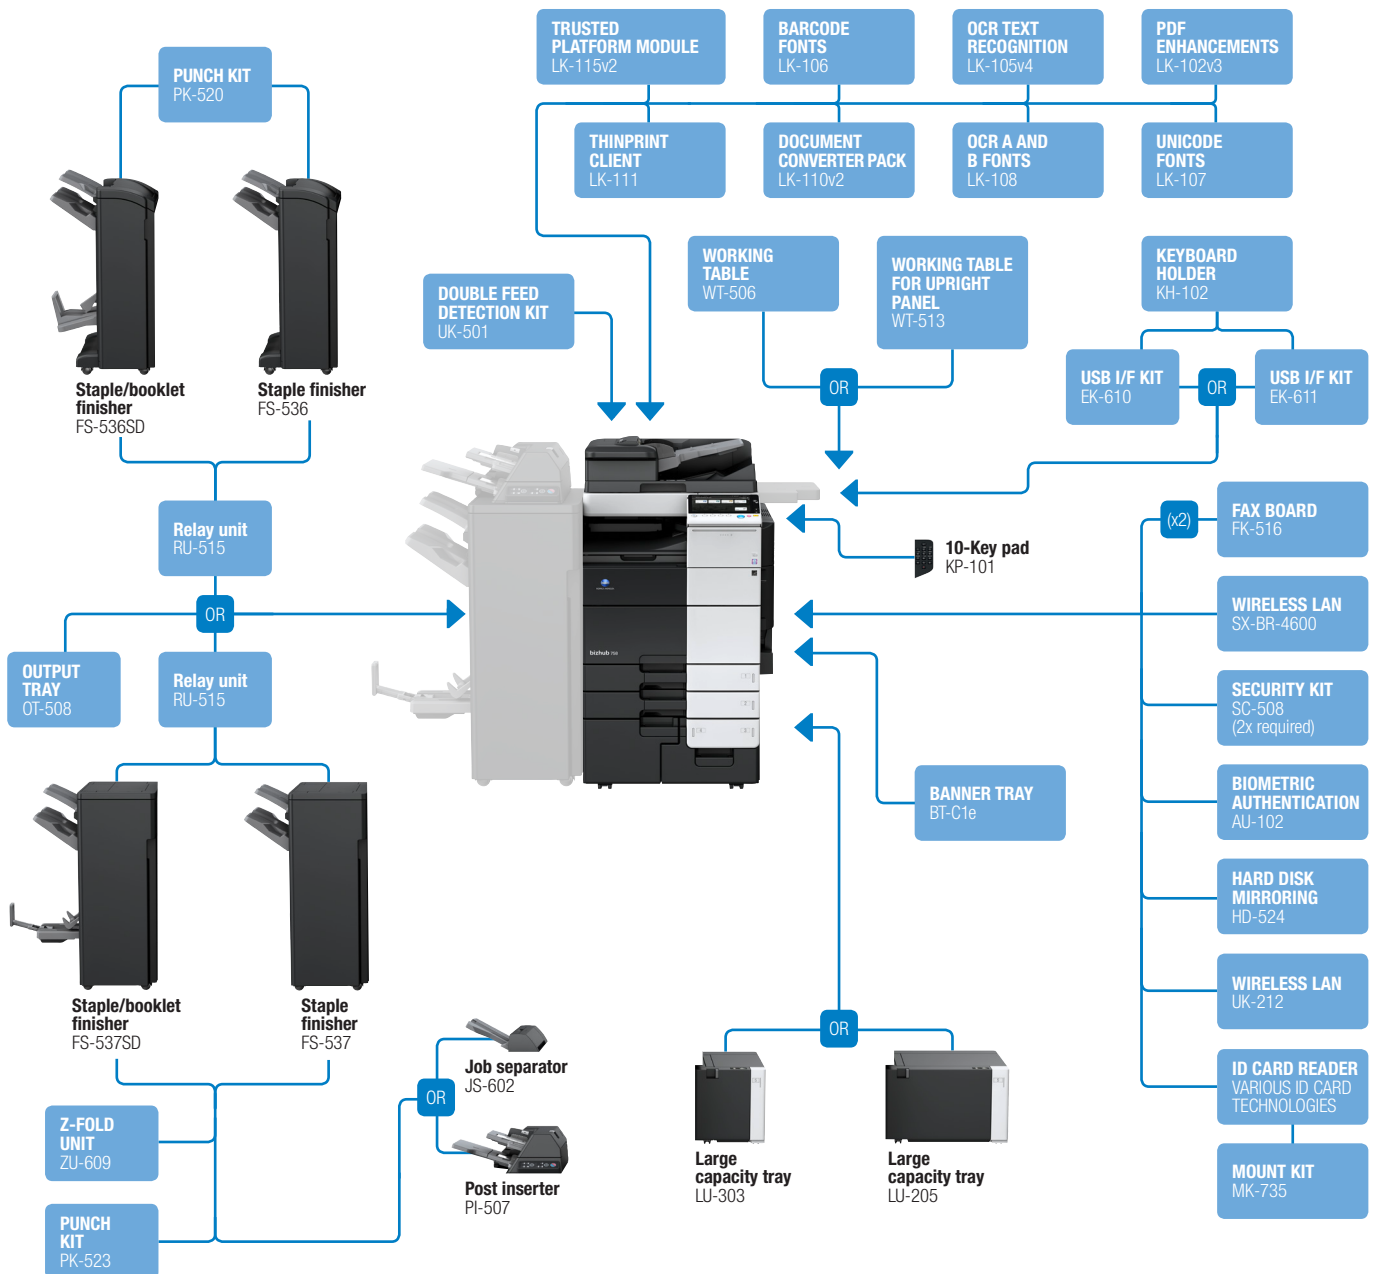 TRUSTED
PLATFORM MODULE
LK-115v2
BARCODE
FONTS
LK-106
OCR TEXT
RECOGNITION
LK-105v4
PDF
ENHANCEMENTS
LK-102v3
PUNCH KIT
PK-520
THINPRINT
CLIENT
LK-111
DOCUMENT
CONVERTER PACK
LK-110v2
OCR A AND
B FONTS
LK-108
UNICODE
FONTS
LK-107
WORKING
TABLE
WT-506
WORKING TABLE
FOR UPRIGHT
PANEL
WT-513
KEYBOARD
HOLDER
KH-102
DOUBLE FEED
DETECTION KIT
UK-501
OR
USB I/F KIT
EK-610
OR
USB I/F KIT
EK-611
Staple/booklet
finisher
FS-536SD
Staple finisher
FS-536
Relay unit
RU-515
(x2)
FAX BOARD
FK-516
10-Key pad
KP-101
OR
WIRELESS LAN
SX-BR-4600
bizhub 758
OUTPUT
TRAY
OT-508
Relay unit
RU-515
SECURITY KIT
SC-508
(2x required)
BANNER TRAY
BT-C1e
BIOMETRIC
AUTHENTICATION
AU-102
HARD DISK
MIRRORING
HD-524
WIRELESS LAN
UK-212
Staple/booklet
finisher
FS-537SD
Staple
finisher
FS-537
OR
Job separator
JS-602
OR
ID CARD READER
VARIOUS ID CARD
TECHNOLOGIES
Z-FOLD
UNIT
ZU-609
Post inserter
PI-507
Large
capacity tray
LU-303
Large
capacity tray
LU-205
MOUNT KIT
MK-735
PUNCH
KIT
PK-523